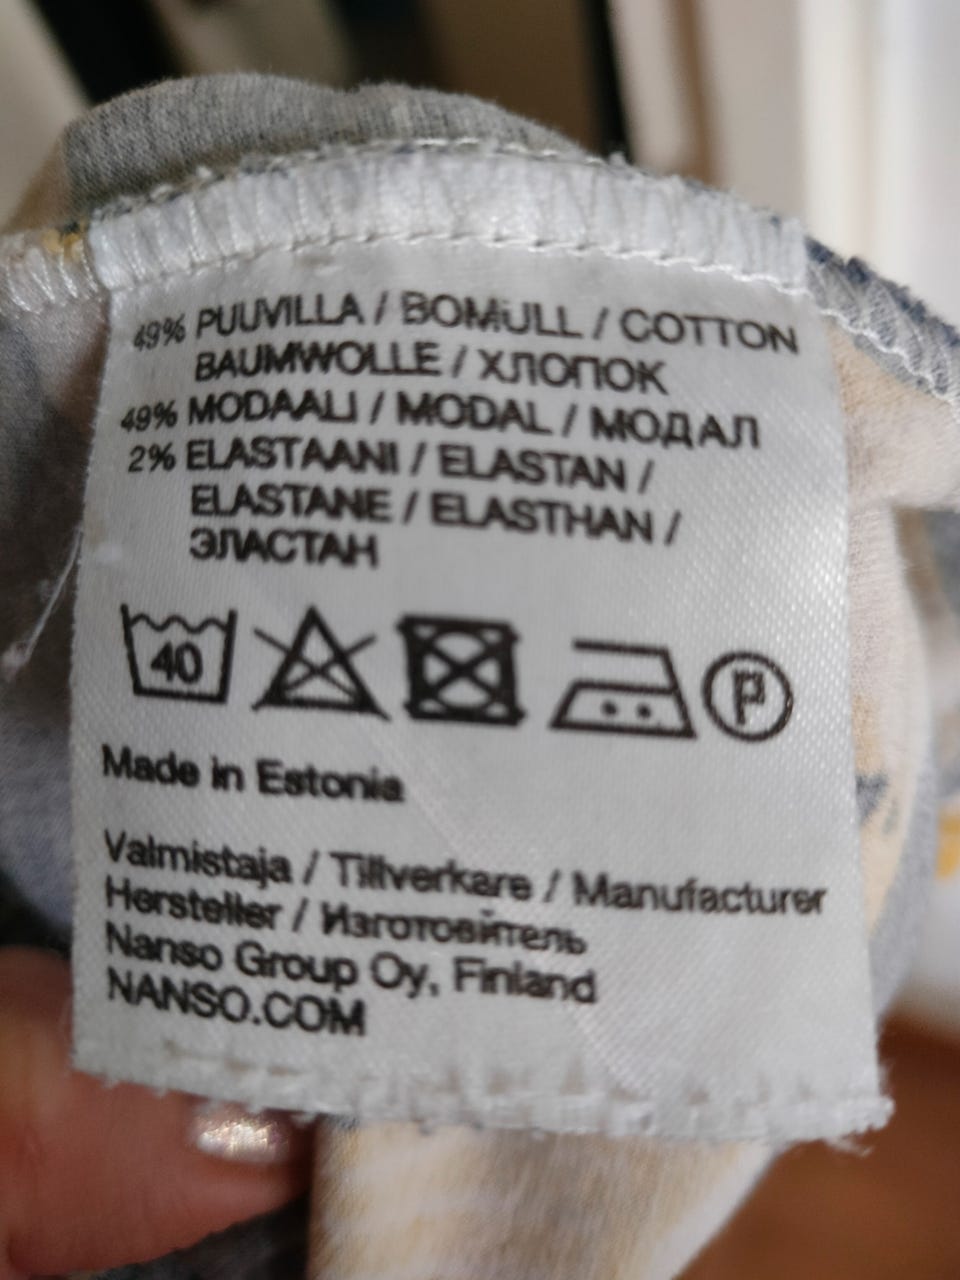 49% PUUVILLA / BOMULL / COTTON
BAUMWOLLE / ХЛОПОК
49% MODAALI / MODAL / МОДАЛ
2% ELASTAANI / ELASTAN /
ELASTANE / ELASTHAN /
ЭЛАСТАН
40
P
Made in Estonia
Valmistaja / Tillverkare / Manufacturer
Hersteller / Изготовитель
Nanso Group Oy, Finland
NANSO.COM